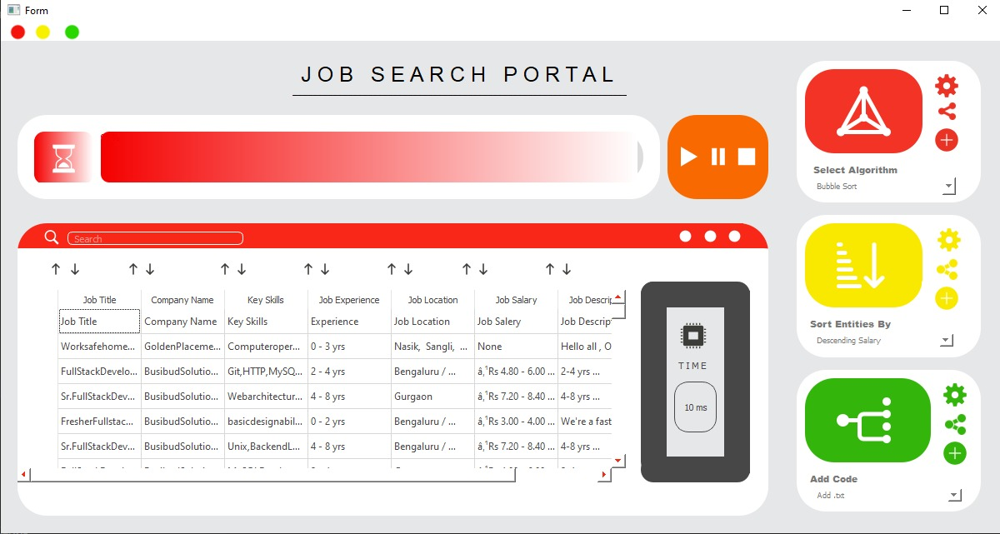 Form
JOB SEARCH PORTAL
Select Algorithm
Bubble Sort
Search
Sort Entities By
Descending Salary
Job Title Company Name Key Skills Job Experience Job Location Job Salary Job Descrip
Job Title Company Name Key Skills Experience Job Location Job Salery Job Descrip
Worksafehome... GoldenPlaceme... Computeroper... 0 - 3 yrs Nasik, Sangli, ... None Hello all , O
FullStackDevelo... BusibudSolutio... Git,HTTP,MySQ... 2 - 4 yrs Bengaluru / ... â‚¹Rs 4.80 - 6.00 ... 2-4 yrs ...
Sr.FullStackDev... BusibudSolutio... Webarchitectur... 4 - 8 yrs Gurgaon â‚¹Rs 7.20 - 8.40 ... 4-8 yrs ...
FresherFullstac... BusibudSolutio... basicdesignabil... 0 - 2 yrs Bengaluru / ... â‚¹Rs 3.00 - 4.00 ... We're a fast
Sr.FullStackDev... BusibudSolutio... Unix,BackendL... 4 - 8 yrs Bengaluru / ... â‚¹Rs 7.20 - 8.40 ... 4-8 yrs ...
TIME
10 ms
Add Code
Add .txt